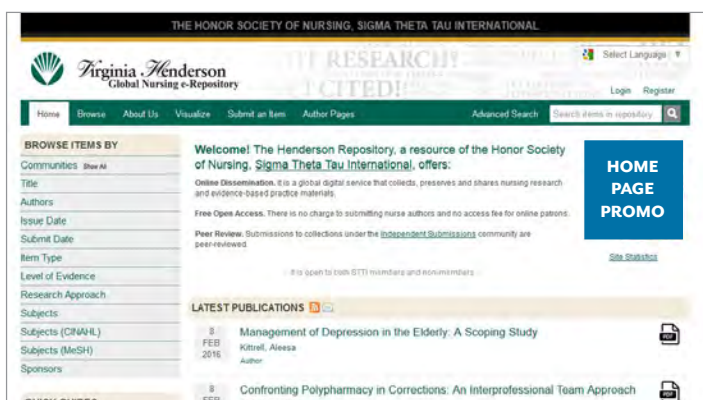 THE HONOR SOCIETY OF NURSING, SIGMA THETA TAU INTERNATIONAL
Virginia Henderson
Global Nursing e-Repository
RESEARCH
CITED!
Select Language ▼
Login Register
Home Browse About Us Visualize Submit an Item Author Pages Advanced Search Search items in repository
BROWSE ITEMS BY
Communities Show All
Title
Authors
Issue Date
Submit Date
Item Type
Level of Evidence
Research Approach
Subjects
Subjects (CINAHL)
Subjects (MeSH)
Sponsors
Welcome! The Henderson Repository, a resource of the Honor Society
of Nursing, Sigma Theta Tau International, offers:
Online Dissemination. It is a global digital service that collects, preserves and shares nursing research
and evidence-based practice materials.
Free Open Access. There is no charge to submitting nurse authors and no access fee for online patrons.
Peer Review. Submissions to collections under the Independent Submissions community are
peer-reviewed.
It is open to both STTI members and non-members
HOME
PAGE
PROMO
Site Statistics
LATEST PUBLICATIONS
8
FEB
2016
Management of Depression in the Elderly: A Scoping Study
Kittrell, Aleesa
Author
PDF
8
FEB
Confronting Polypharmacy in Corrections: An Interprofessional Team Approach
PDF